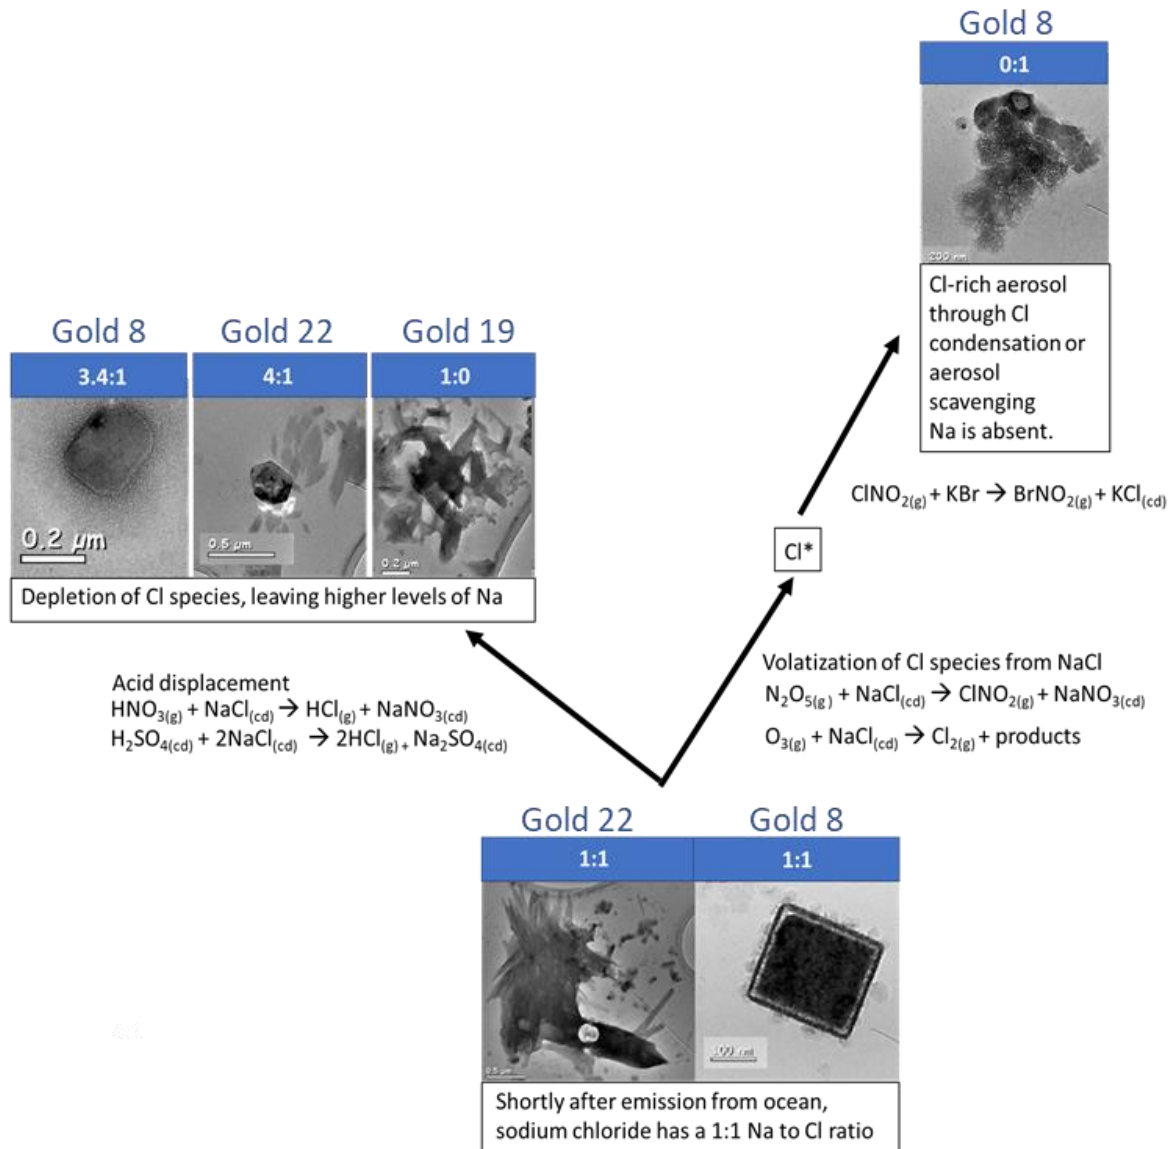 Gold 8
0:1
200 nm
Cl-rich aerosol
through Cl
condensation or
aerosol
scavenging
Na is absent.
Gold 8
Gold 22
Gold 19
3.4:1
4:1
1:0
0.2 µm
0.5 µm
0.2 µm
Depletion of Cl species, leaving higher levels of Na
ClNO₂(g) + KBr → BrNO₂(g) + KCl(cd)
Cl*
Acid displacement
HNO₃(g) + NaCl(cd) → HCl(g) + NaNO₃(cd)
H₂SO₄(cd) + 2NaCl(cd) → 2HCl(g) + Na₂SO₄(cd)
Volatization of Cl species from NaCl
N₂O₅(g) + NaCl(cd) → ClNO₂(g) + NaNO₃(cd)
O₃(g) + NaCl(cd) → Cl₂(g) + products
Gold 22
Gold 8
1:1
1:1
0.5 µm
100 nm
Shortly after emission from ocean,
sodium chloride has a 1:1 Na to Cl ratio